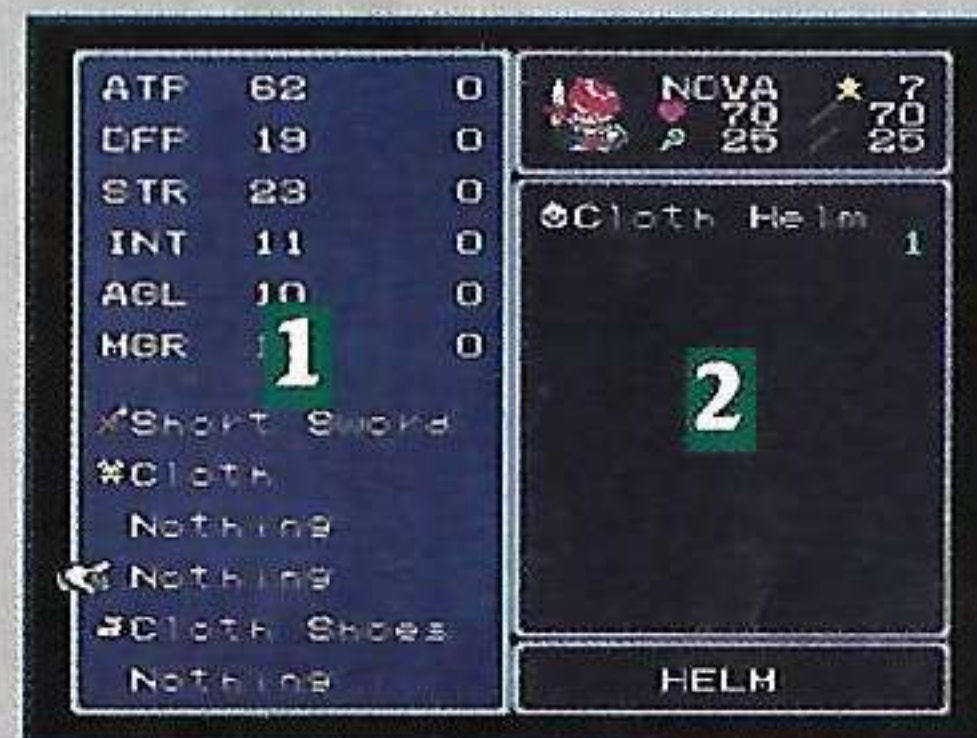 ATP 62 0
DFP 19 0
STR 23 0
INT 11 0
AGL 10 0
MGR 0
1
Short Sword
Cloth
Nothing
Nothing
Cloth Shoes
Nothing
NOVA 7
70 70
25 25
Cloth Helm
1
2
HELM